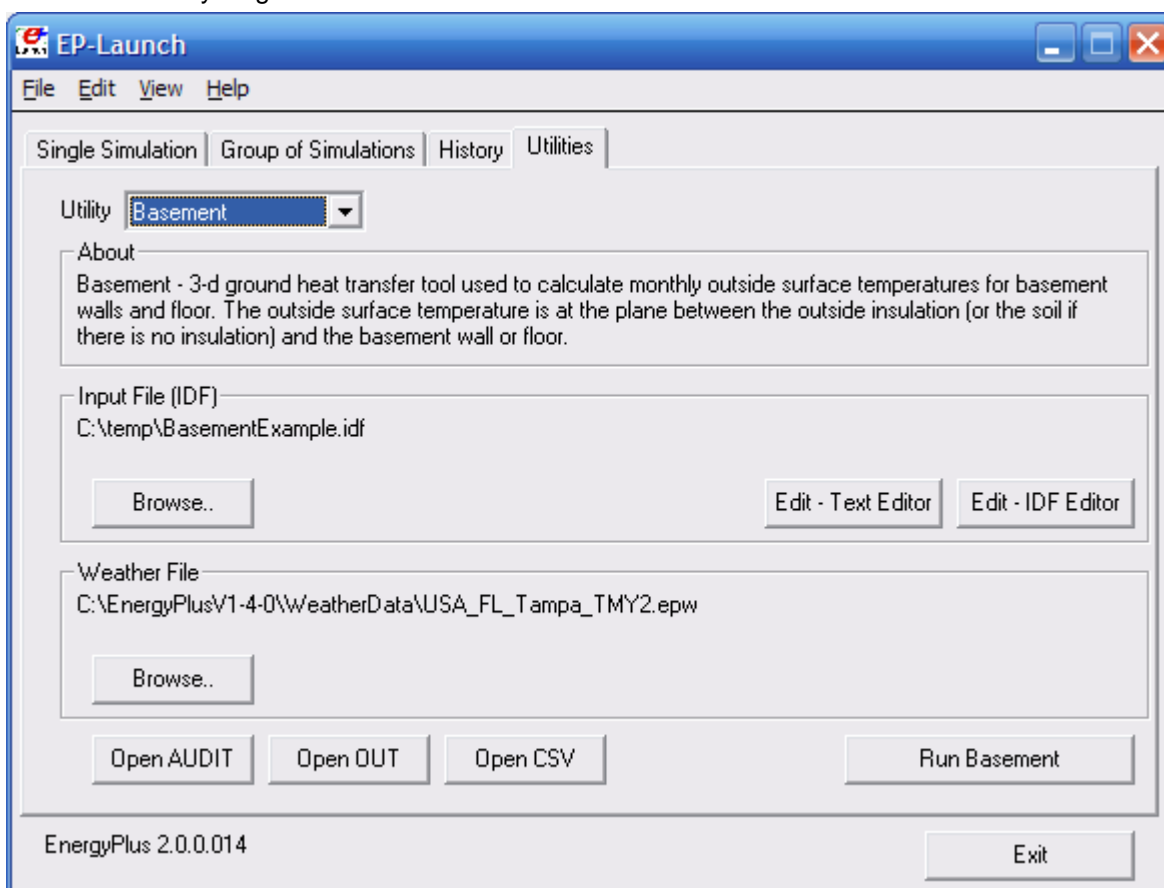 EP-Launch
File Edit View Help
Single Simulation Group of Simulations History Utilities
Utility Basement
About
Basement - 3-d ground heat transfer tool used to calculate monthly outside surface temperatures for basement
walls and floor. The outside surface temperature is at the plane between the outside insulation (or the soil if
there is no insulation) and the basement wall or floor.
Input File (IDF)
C:\temp\BasementExample.idf
Browse.. Edit - Text Editor Edit - IDF Editor
Weather File
C:\EnergyPlusV1-4-0\WeatherData\USA_FL_Tampa_TMY2.epw
Browse..
Open AUDIT Open OUT Open CSV Run Basement
EnergyPlus 2.0.0.014 Exit